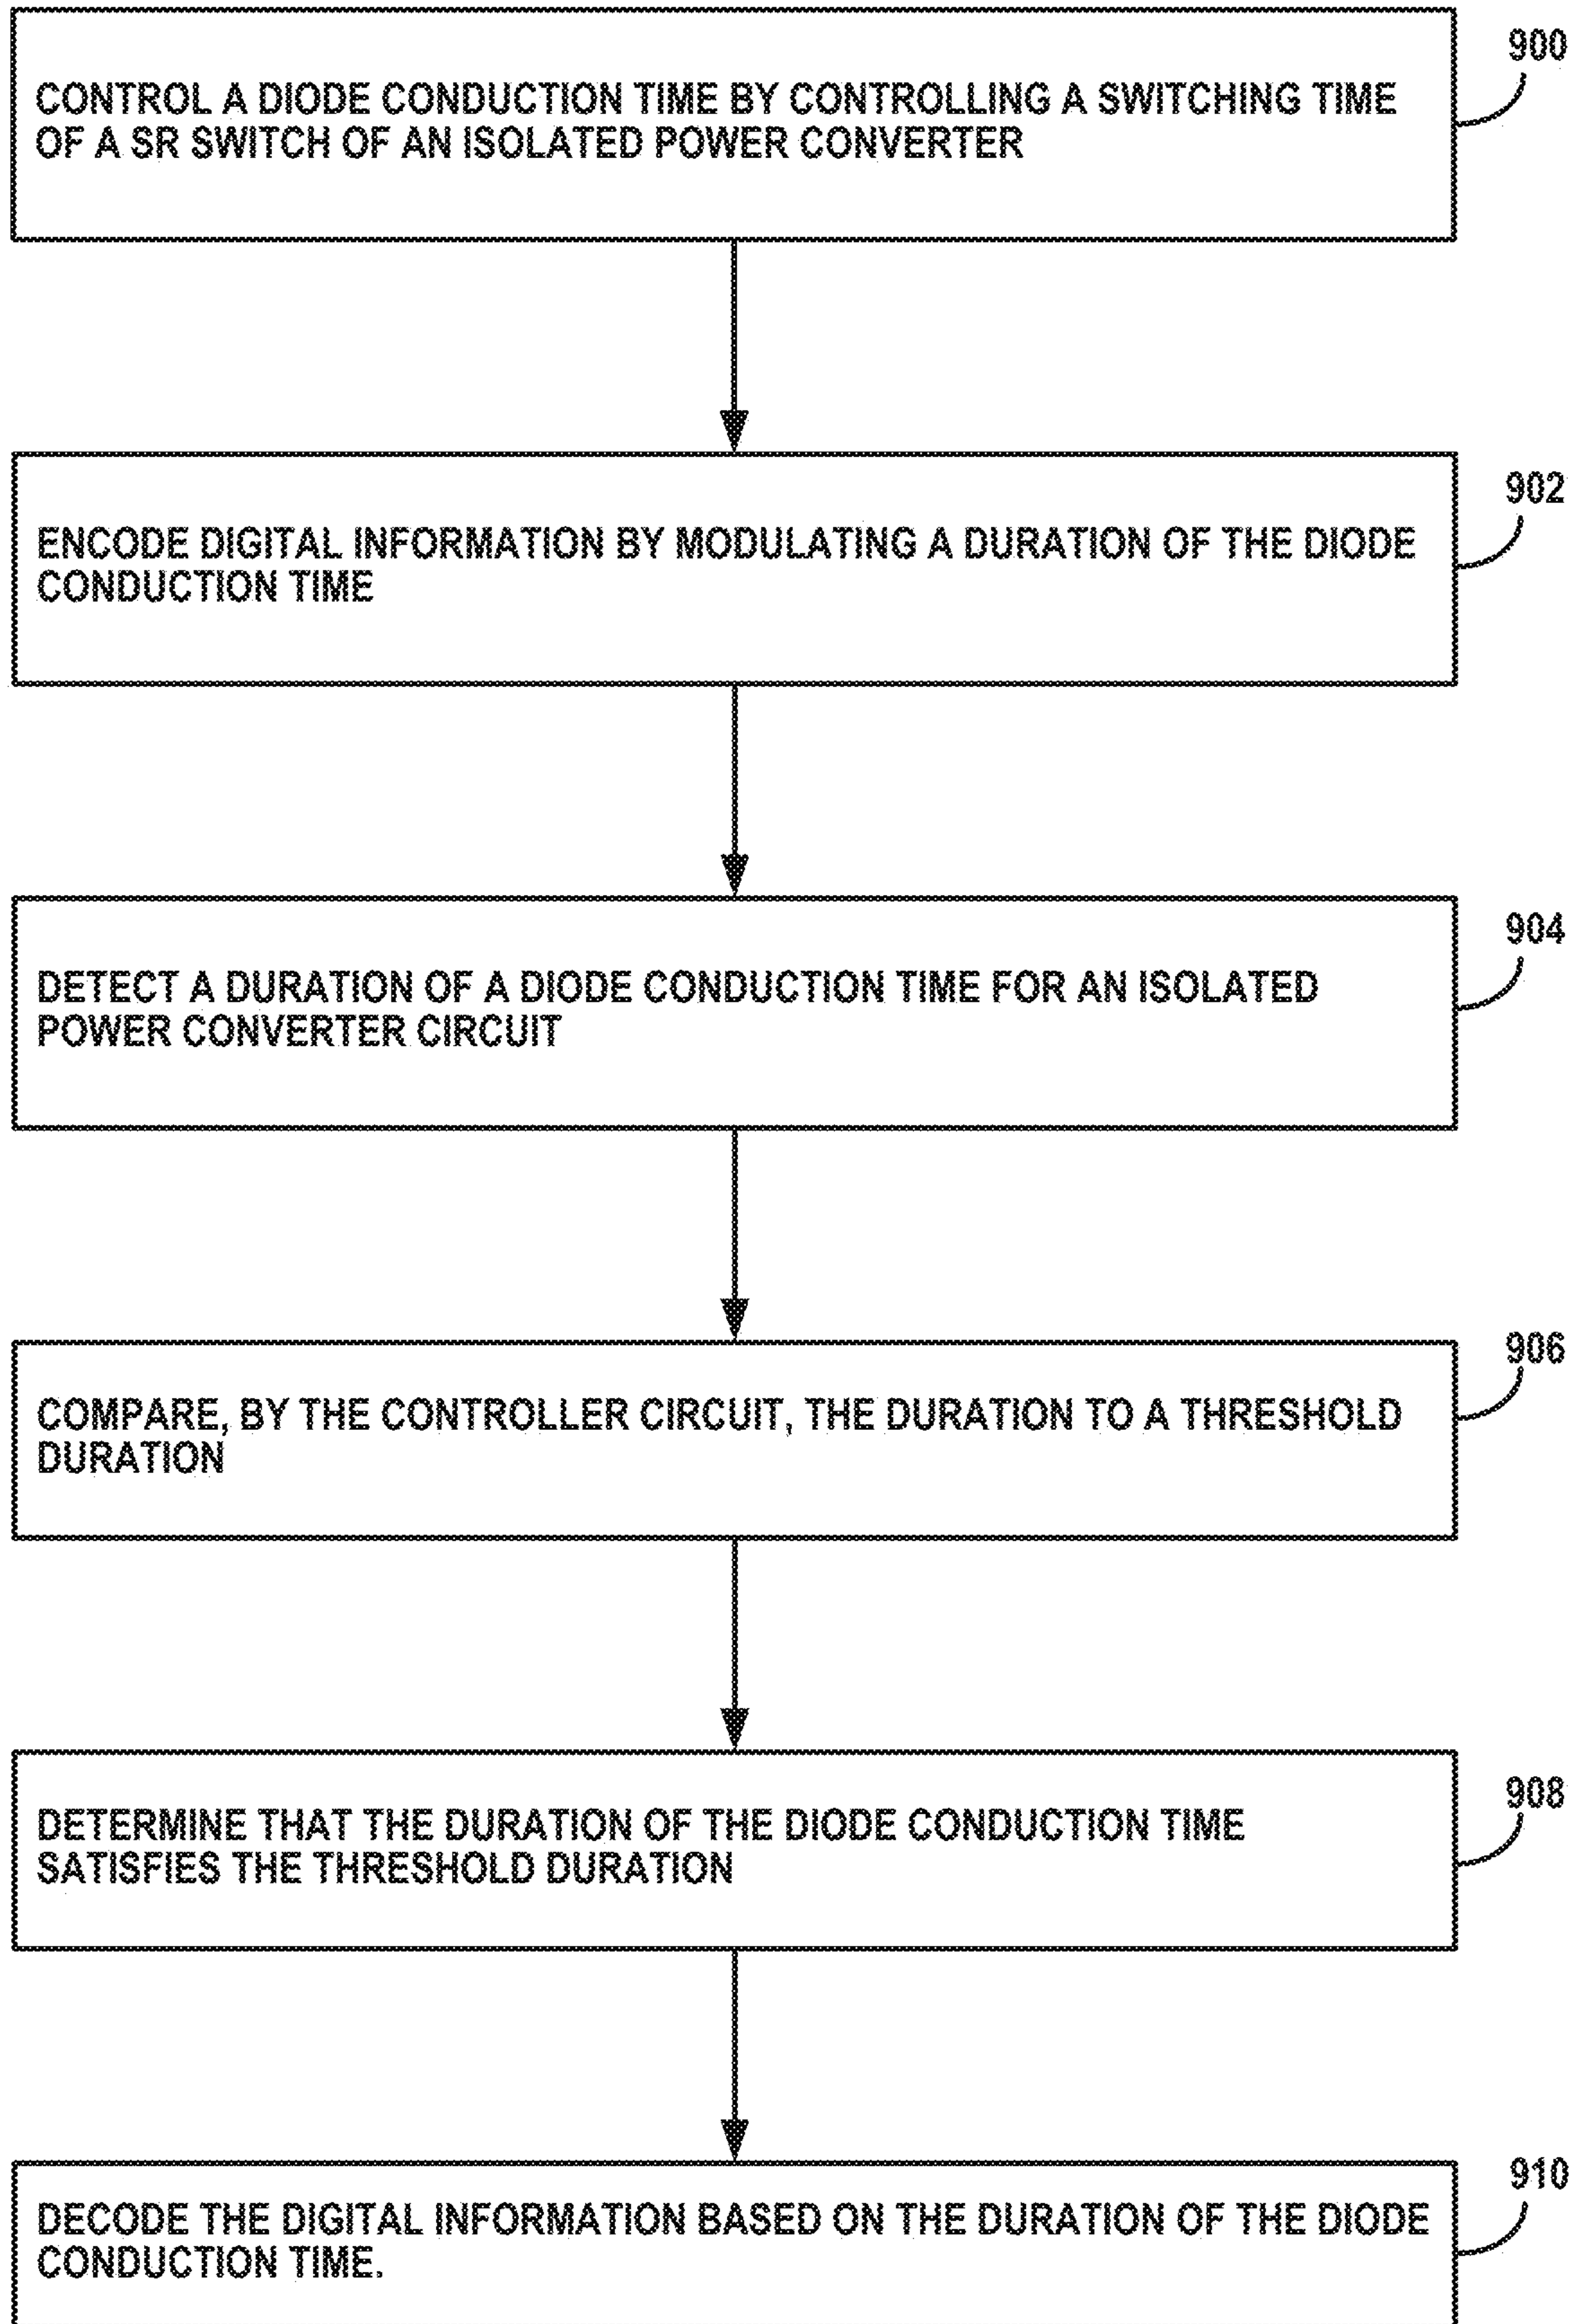 900
CONTROL A DIODE CONDUCTION TIME BY CONTROLLING A SWITCHING TIME
OF A SR SWITCH OF AN ISOLATED POWER CONVERTER
902
ENCODE DIGITAL INFORMATION BY MODULATING A DURATION OF THE DIODE
CONDUCTION TIME
904
DETECT A DURATION OF A DIODE CONDUCTION TIME FOR AN ISOLATED
POWER CONVERTER CIRCUIT
906
COMPARE, BY THE CONTROLLER CIRCUIT, THE DURATION TO A THRESHOLD
DURATION
908
DETERMINE THAT THE DURATION OF THE DIODE CONDUCTION TIME
SATISFIES THE THRESHOLD DURATION
910
DECODE THE DIGITAL INFORMATION BASED ON THE DURATION OF THE DIODE
CONDUCTION TIME.